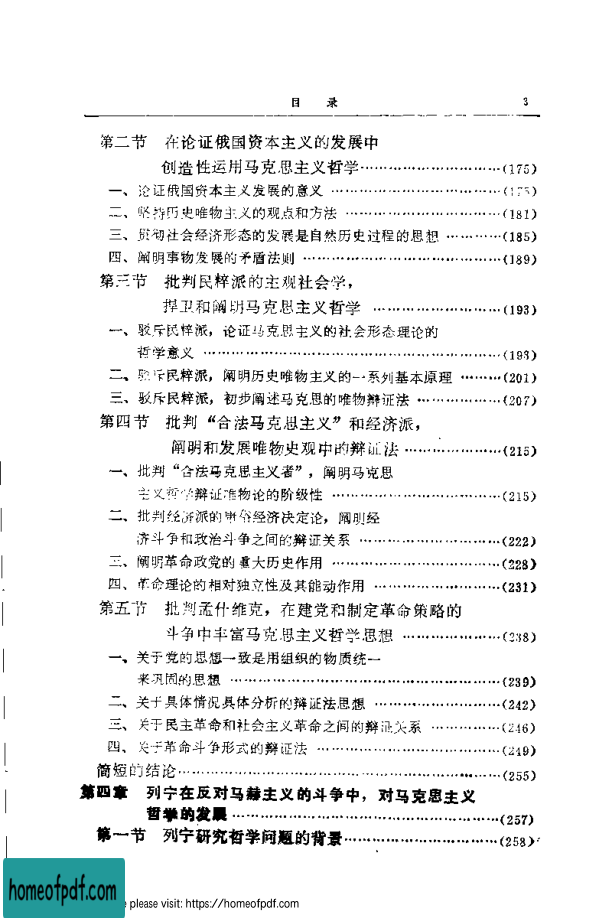 目 录 3
第二节 在论证俄国资本主义的发展中
创造性运用马克思主义哲学……………………(175)
一、论证俄国资本主义发展的意义……………………(175)
二、坚持历史唯物主义的观点和方法……………………(181)
三、贯彻社会经济形态的发展是自然历史过程的思想…………(185)
四、阐明事物发展的矛盾法则……………………(189)
第三节 批判民粹派的主观社会学，
捍卫和阐明马克思主义哲学……………………(193)
一、驳斥民粹派，论证马克思主义的社会形态理论的
哲学意义……………………(193)
二、驳斥民粹派，阐明历史唯物主义的一系列基本原理………(201)
三、驳斥民粹派，初步阐述马克思的唯物辩证法……………(207)
第四节 批判“合法马克思主义”和经济派，
阐明和发展唯物史观中的辩证法……………………(215)
一、批判“合法马克思主义者”，阐明马克思
主义哲学辩证唯物论的阶级性……………………(215)
二、批判经济派的庸俗经济决定论，阐明经
济斗争和政治斗争之间的辩证关系……………………(222)
三、阐明革命政党的重大历史作用……………………(228)
四、革命理论的相对独立性及其能动作用……………………(231)
第五节 批判孟什维克，在建党和制定革命策略的
斗争中丰富马克思主义哲学思想……………………(238)
一、关于党的思想一致是用组织的物质统一
来巩固的思想……………………(239)
二、关于具体情况具体分析的辩证法思想……………………(242)
三、关于民主革命和社会主义革命之间的辩证关系……………(246)
四、关于革命斗争形式的辩证法……………………(249)
简短的结论……………………(255)
第四章 列宁在反对马赫主义的斗争中，对马克思主义
哲学的发展……………………(257)
第一节 列宁研究哲学问题的背景……………………(258)
homeofpdf.com
e please visit: https://homeofpdf.com